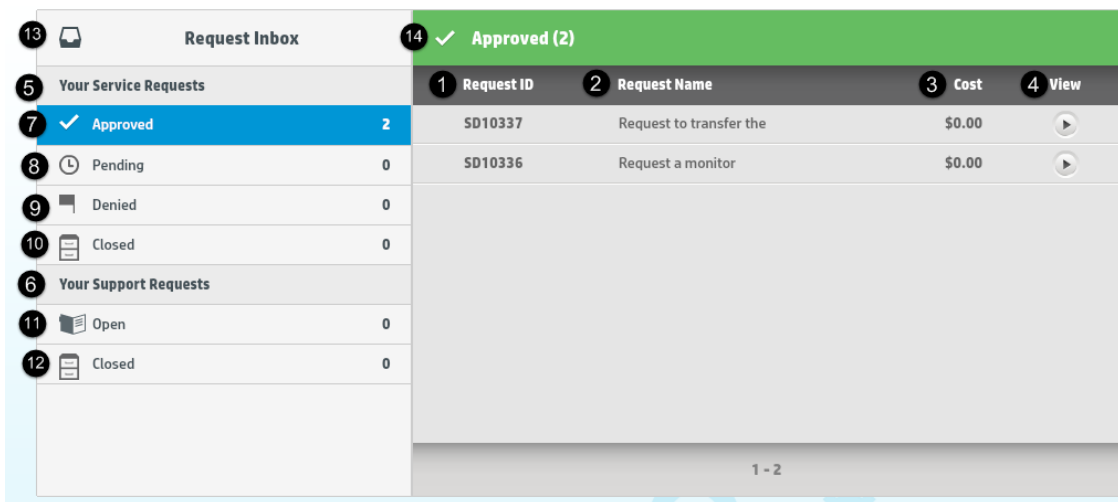 13 Request Inbox
14 Approved (2)
5 Your Service Requests
1 Request ID 2 Request Name 3 Cost 4 View
7 Approved 2
SD10337 Request to transfer the $0.00
8 Pending 0
SD10336 Request a monitor $0.00
9 Denied 0
10 Closed 0
6 Your Support Requests
11 Open 0
12 Closed 0
1 - 2